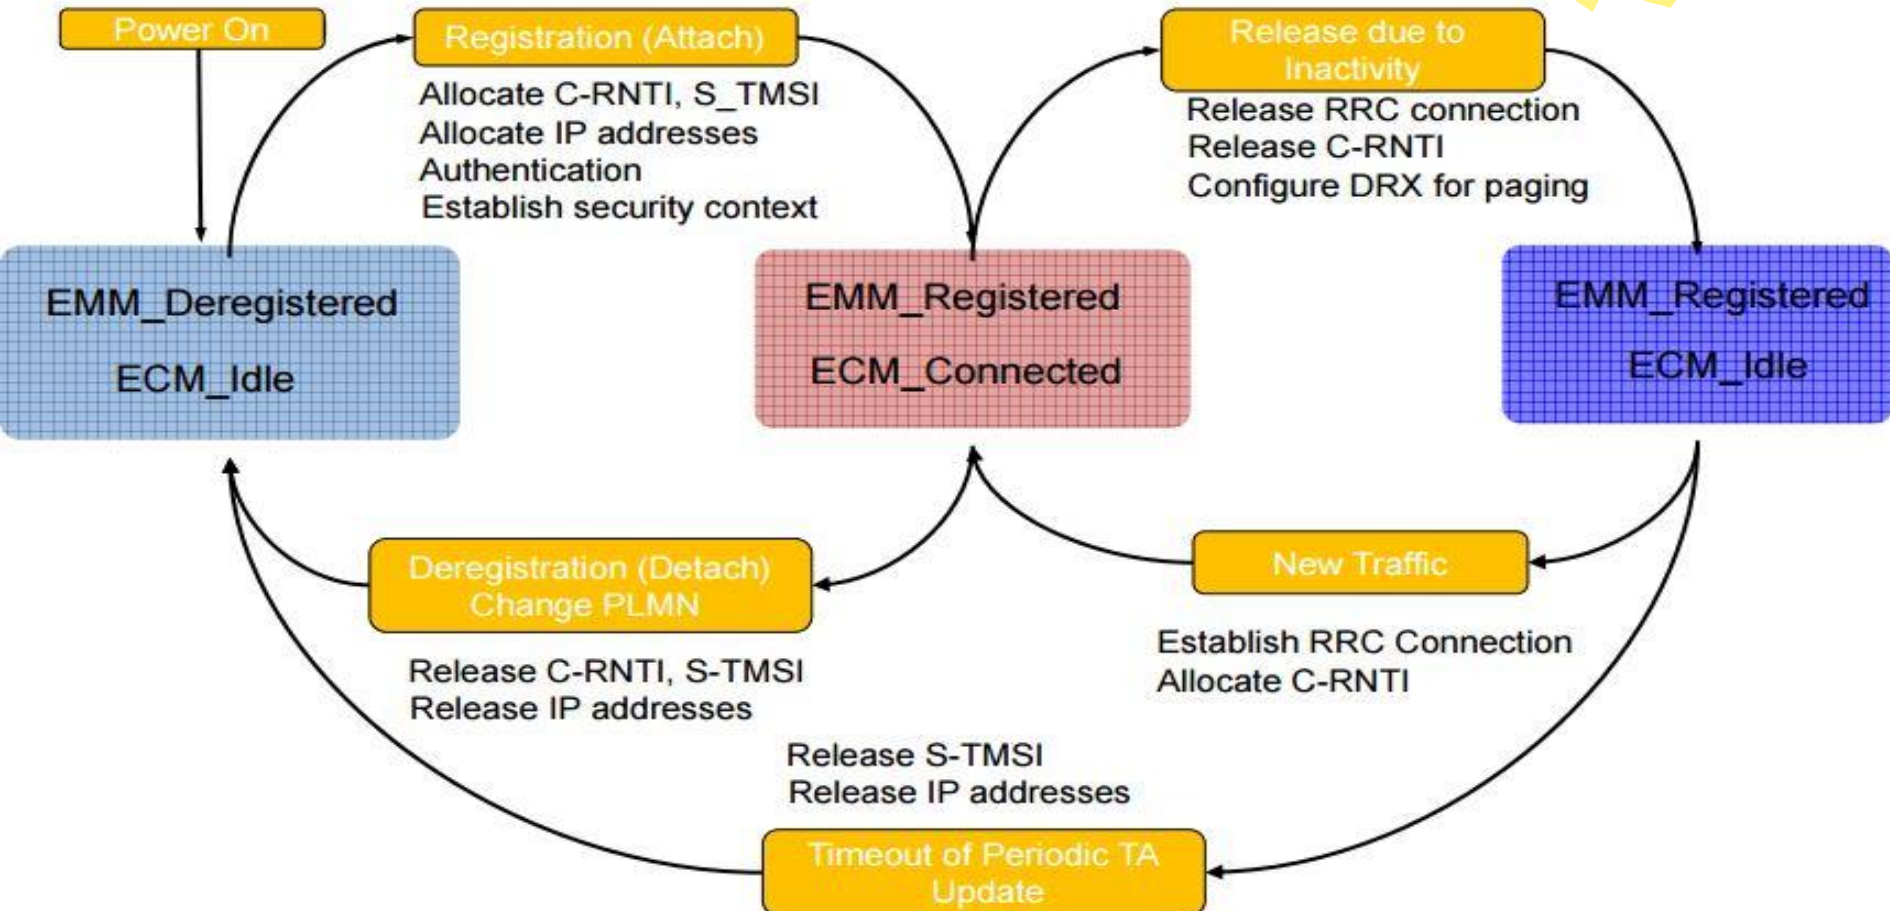 Power On
Registration (Attach)
Allocate C-RNTI, S_TMSI
Allocate IP addresses
Authentication
Establish security context
Release due to
Inactivity
Release RRC connection
Release C-RNTI
Configure DRX for paging
EMM_Deregistered
ECM_Idle
EMM_Registered
ECM_Connected
EMM_Registered
ECM_Idle
Deregistration (Detach)
Change PLMN
Release C-RNTI, S-TMSI
Release IP addresses
New Traffic
Establish RRC Connection
Allocate C-RNTI
Release S-TMSI
Release IP addresses
Timeout of Periodic TA
Update